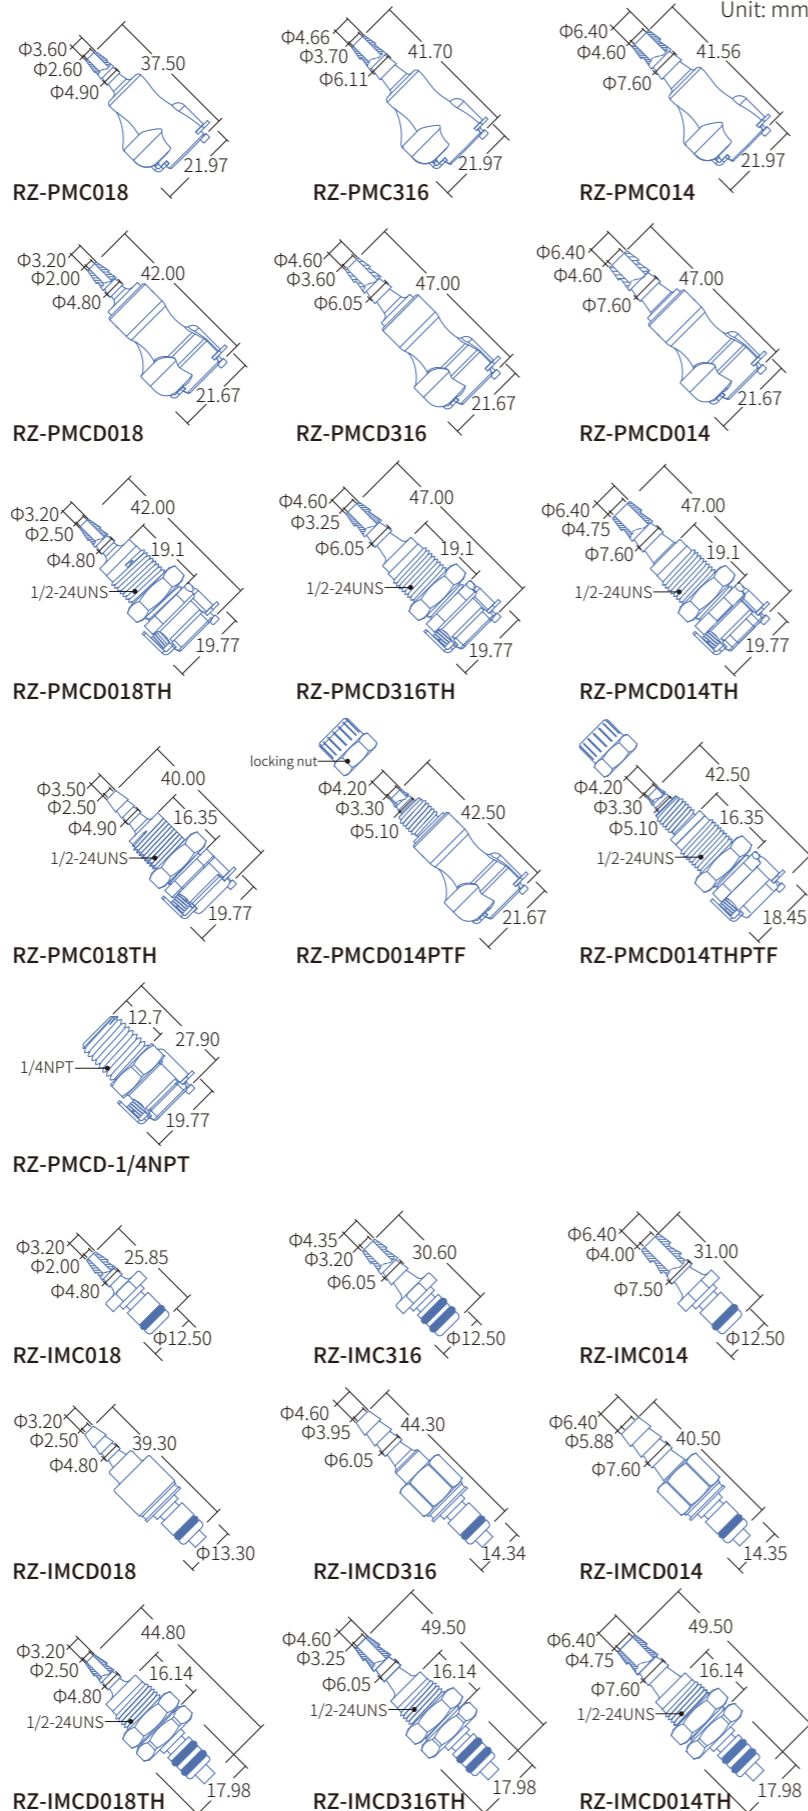 Unit: mm
Φ3.60
Φ2.60
Φ4.90
37.50
21.97
RZ-PMC018
Φ4.66
Φ3.70
Φ6.11
41.70
21.97
RZ-PMC316
Φ6.40
Φ4.60
Φ7.60
41.56
21.97
RZ-PMC014
Φ3.20
Φ2.00
Φ4.80
42.00
21.67
RZ-PMCD018
Φ4.60
Φ3.60
Φ6.05
47.00
21.67
RZ-PMCD316
Φ6.40
Φ4.60
Φ7.60
47.00
21.67
RZ-PMCD014
Φ3.20
Φ2.50
Φ4.80
42.00
19.1
1/2-24UNS
19.77
RZ-PMCD018TH
Φ4.60
Φ3.25
Φ6.05
47.00
19.1
1/2-24UNS
19.77
RZ-PMCD316TH
Φ6.40
Φ4.75
Φ7.60
47.00
19.1
1/2-24UNS
19.77
RZ-PMCD014TH
Φ3.50
Φ2.50
Φ4.90
40.00
16.35
1/2-24UNS
19.77
RZ-PMC018TH
locking nut
Φ4.20
Φ3.30
Φ5.10
42.50
21.67
RZ-PMCD014PTF
Φ4.20
Φ3.30
Φ5.10
42.50
16.35
1/2-24UNS
18.45
RZ-PMCD014THPTF
12.7
27.90
1/4NPT
19.77
RZ-PMCD-1/4NPT
Φ3.20
Φ2.00
Φ4.80
25.85
Φ12.50
RZ-IMC018
Φ4.35
Φ3.20
Φ6.05
30.60
Φ12.50
RZ-IMC316
Φ6.40
Φ4.00
Φ7.50
31.00
Φ12.50
RZ-IMC014
Φ3.20
Φ2.50
Φ4.80
39.30
Φ13.30
RZ-IMCD018
Φ4.60
Φ3.95
Φ6.05
44.30
14.34
RZ-IMCD316
Φ6.40
Φ5.88
Φ7.60
40.50
14.35
RZ-IMCD014
Φ3.20
Φ2.50
Φ4.80
44.80
16.14
1/2-24UNS
17.98
RZ-IMCD018TH
Φ4.60
Φ3.25
Φ6.05
49.50
16.14
1/2-24UNS
17.98
RZ-IMCD316TH
Φ6.40
Φ4.75
Φ7.60
49.50
16.14
1/2-24UNS
17.98
RZ-IMCD014TH